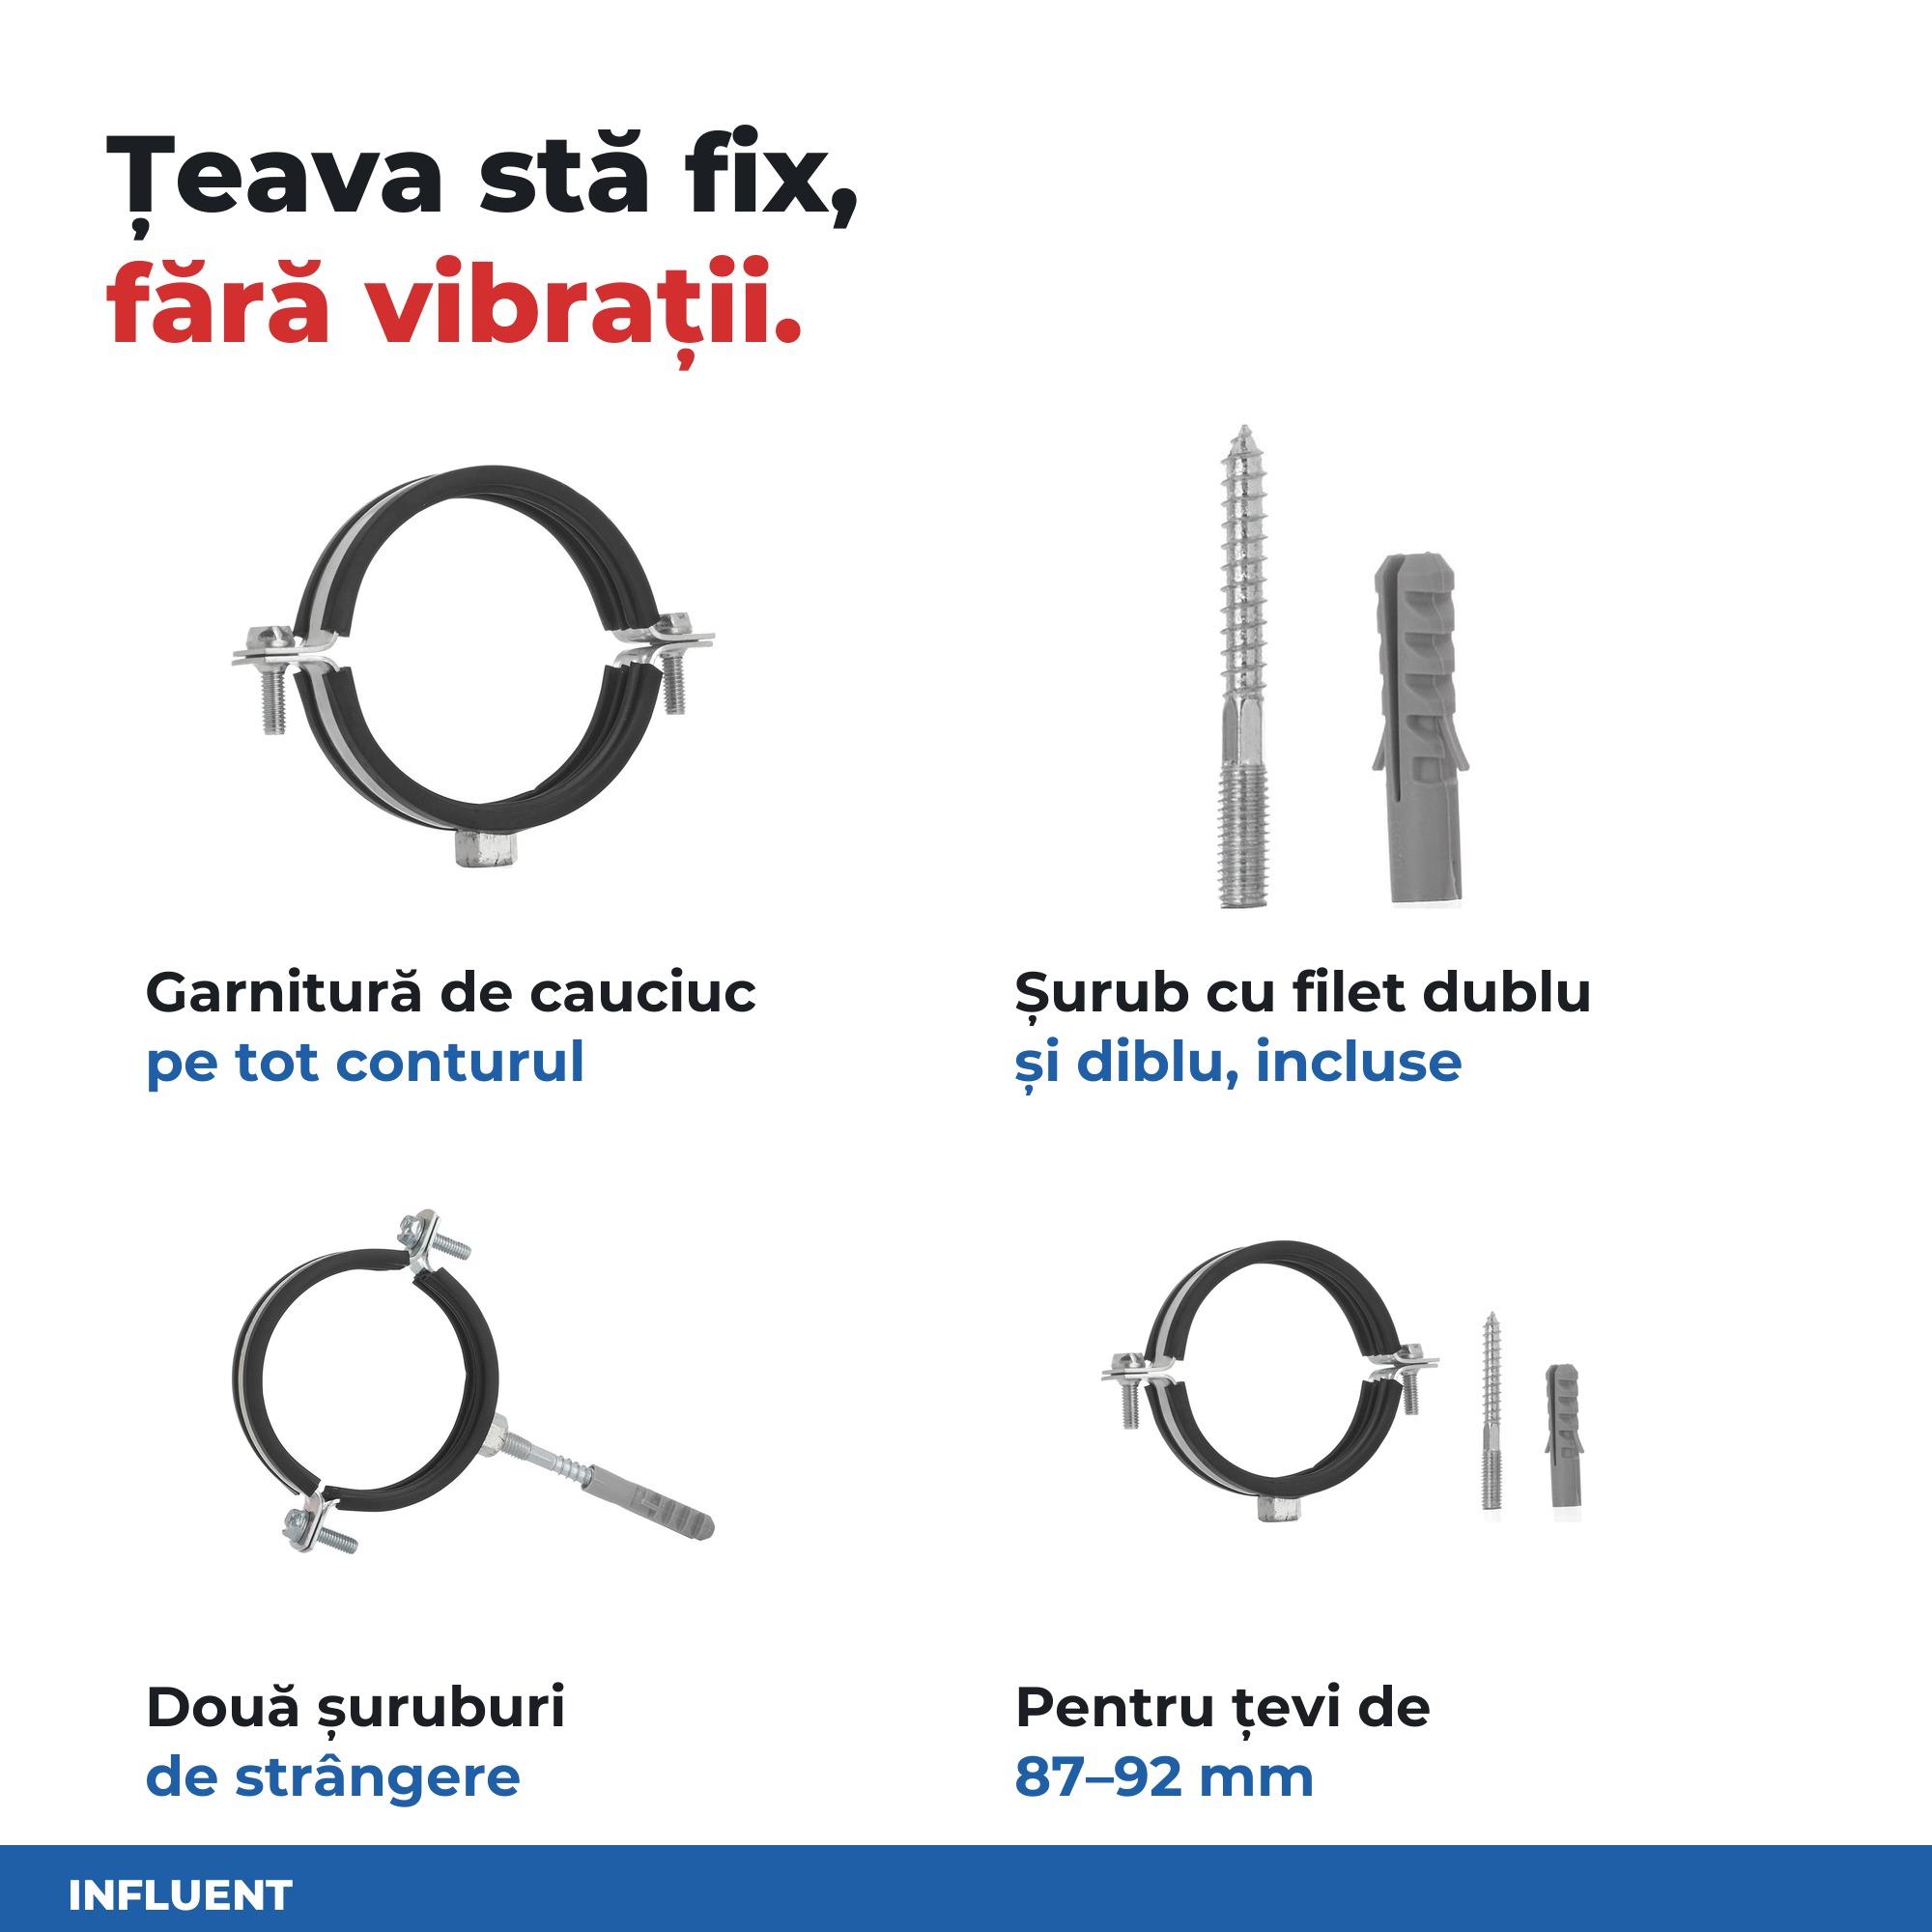 Țeava stă fix,
fără vibrații.
Garnitură de cauciuc
pe tot conturul
Șurub cu filet dublu
și diblu, incluse
Două șuruburi
de strângere
Pentru țevi de
87–92 mm
INFLUENT